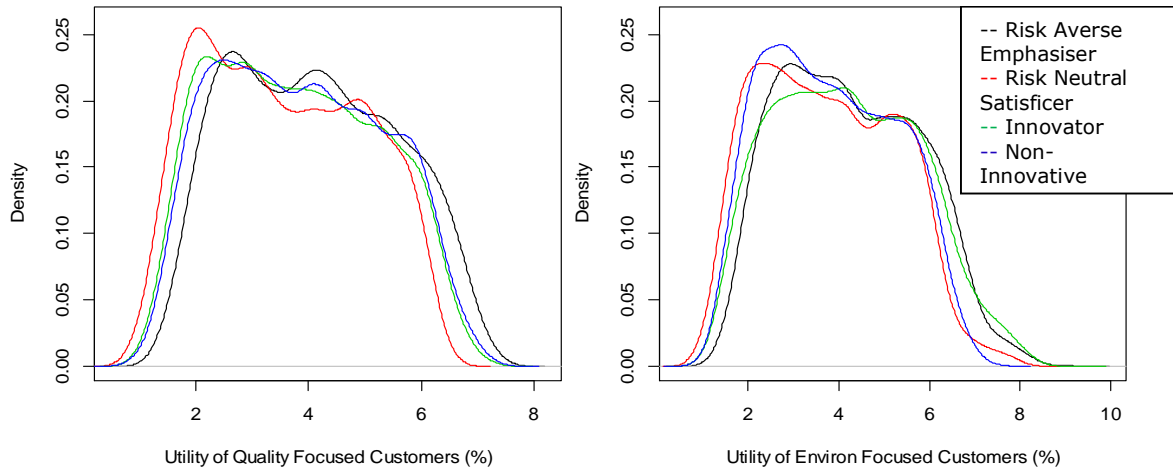 0.00 0.05 0.10 0.15 0.20 0.25
Density
2 4 6 8
Utility of Quality Focused Customers (%)
0.00 0.05 0.10 0.15 0.20 0.25
Density
2 4 6 8 10
Utility of Environ Focused Customers (%)
-- Risk Averse
Emphasiser
-- Risk Neutral
Satisficer
-- Innovator
-- Non-
Innovative